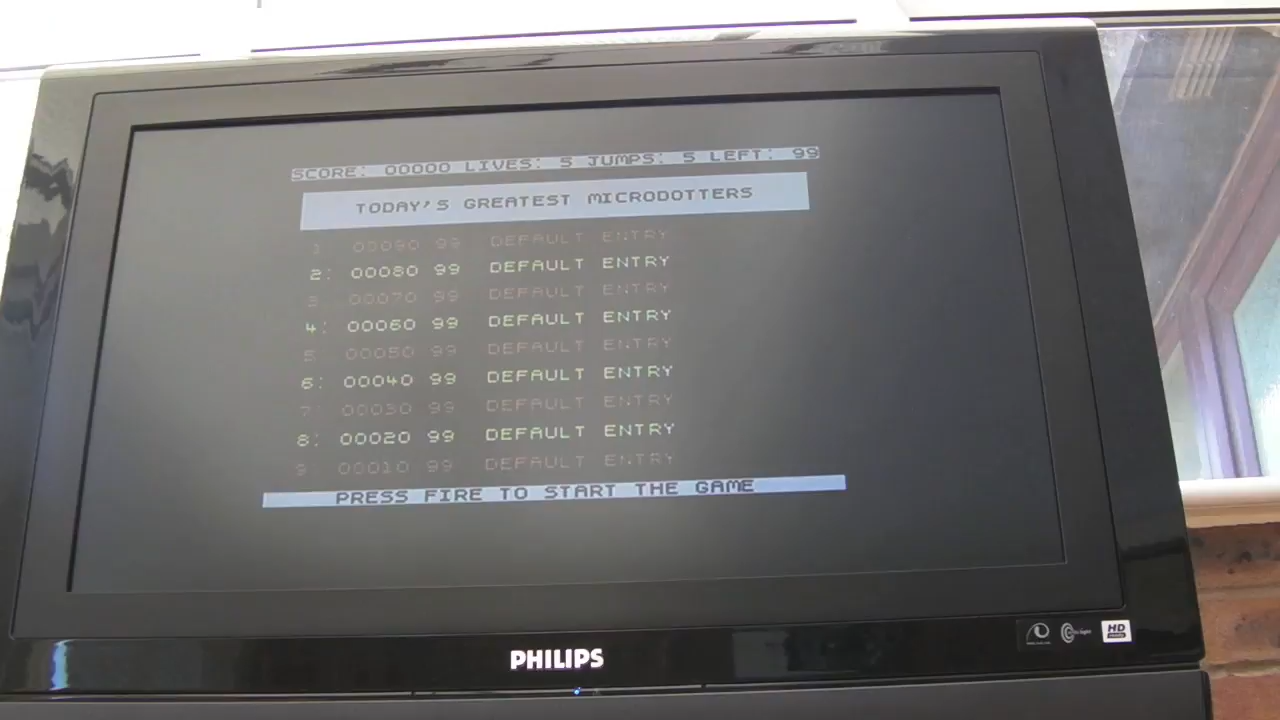 SCORE: 00000 LIVES: 5 JUMPS: 5 LEFT: 99
TODAY'S GREATEST MICRODOTTERS
1 00090 99 DEFAULT ENTRY
2: 00080 99 DEFAULT ENTRY
3 00070 99 DEFAULT ENTRY
4: 00060 99 DEFAULT ENTRY
5 00050 99 DEFAULT ENTRY
6: 00040 99 DEFAULT ENTRY
7: 00030 99 DEFAULT ENTRY
8: 00020 99 DEFAULT ENTRY
9 00010 99 DEFAULT ENTRY
PRESS FIRE TO START THE GAME
HD
PHILIPS